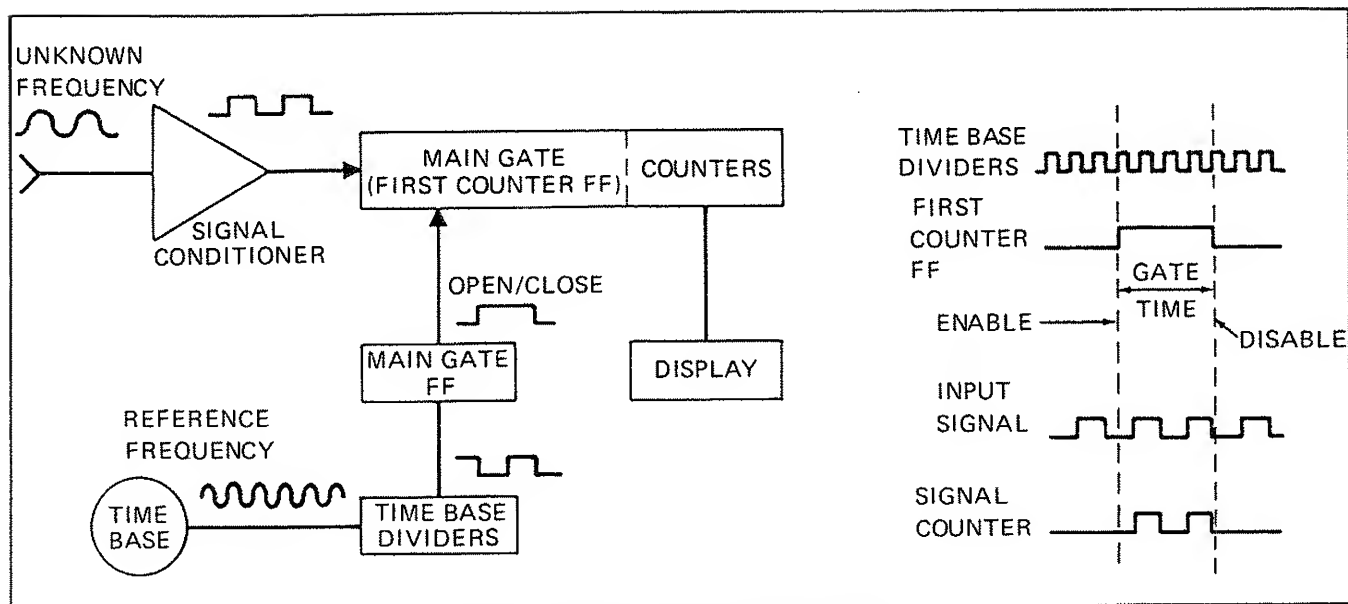 UNKNOWN
FREQUENCY
SIGNAL
CONDITIONER
MAIN GATE
(FIRST COUNTER FF)
COUNTERS
OPEN/CLOSE
MAIN GATE
FF
DISPLAY
REFERENCE
FREQUENCY
TIME
BASE
TIME BASE
DIVIDERS
TIME BASE
DIVIDERS
FIRST
COUNTER
FF
GATE
TIME
ENABLE
DISABLE
INPUT
SIGNAL
SIGNAL
COUNTER